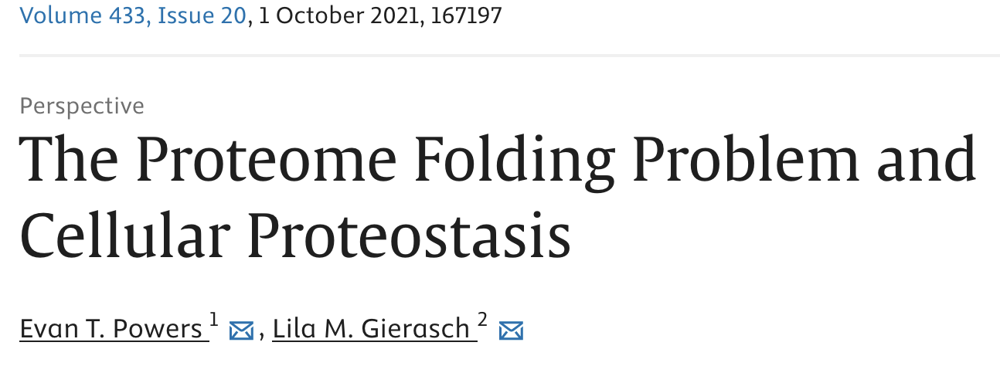 Volume 433, Issue 20, 1 October 2021, 167197
Perspective
The Proteome Folding Problem and
Cellular Proteostasis
Evan T. Powers 1, Lila M. Gierasch 2